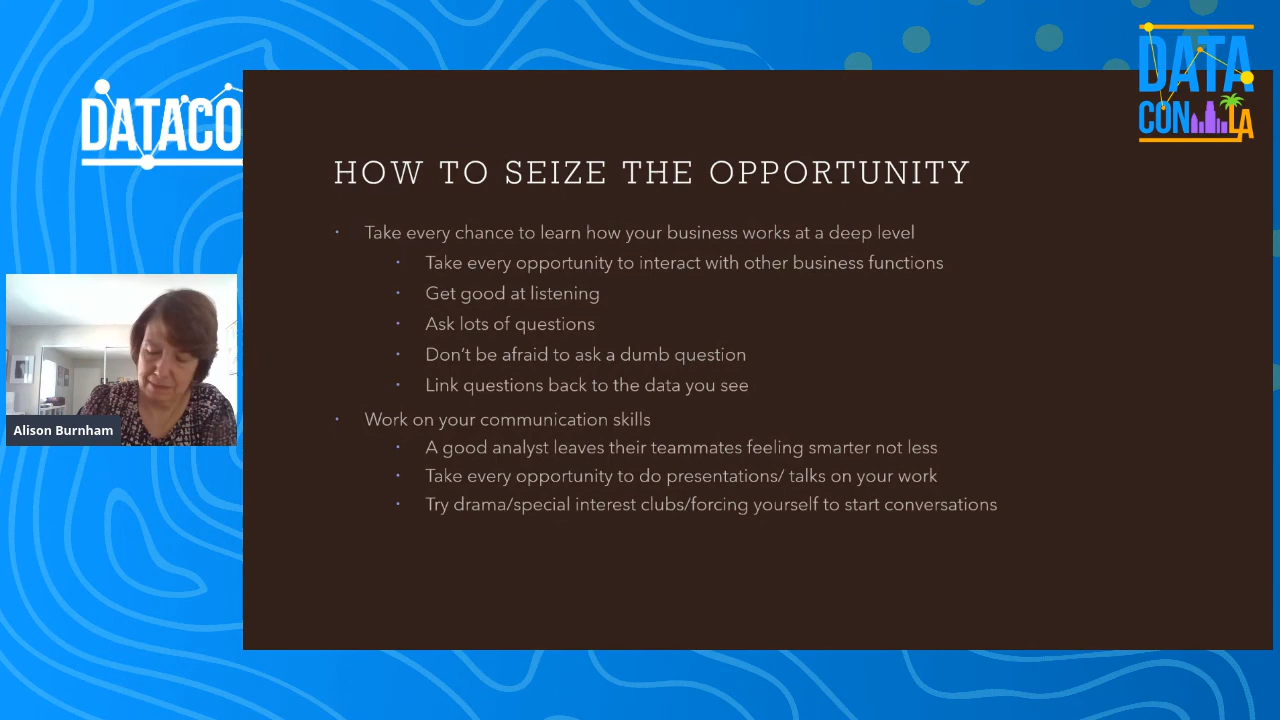 DATACO
DATA
CON LA
HOW TO SEIZE THE OPPORTUNITY
· Take every chance to learn how your business works at a deep level
· Take every opportunity to interact with other business functions
· Get good at listening
· Ask lots of questions
· Don't be afraid to ask a dumb question
· Link questions back to the data you see
· Work on your communication skills
· A good analyst leaves their teammates feeling smarter not less
· Take every opportunity to do presentations/ talks on your work
· Try drama/special interest clubs/forcing yourself to start conversations
Alison Burnham